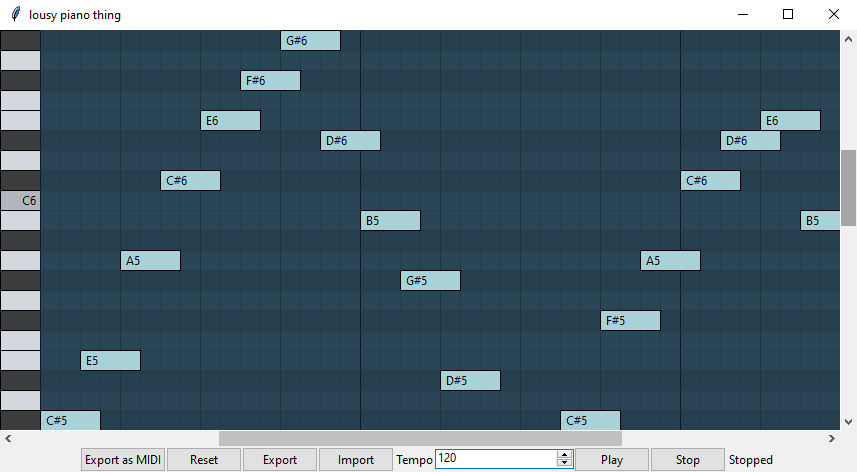 lousy piano thing
G#6
F#6
E6 E6
D#6 D#6
C#6 C#6
C6
B5 B5
A5 A5
G#5
F#5
E5
D#5
C#5 C#5
Export as MIDI Reset Export Import Tempo 120 Play Stop Stopped